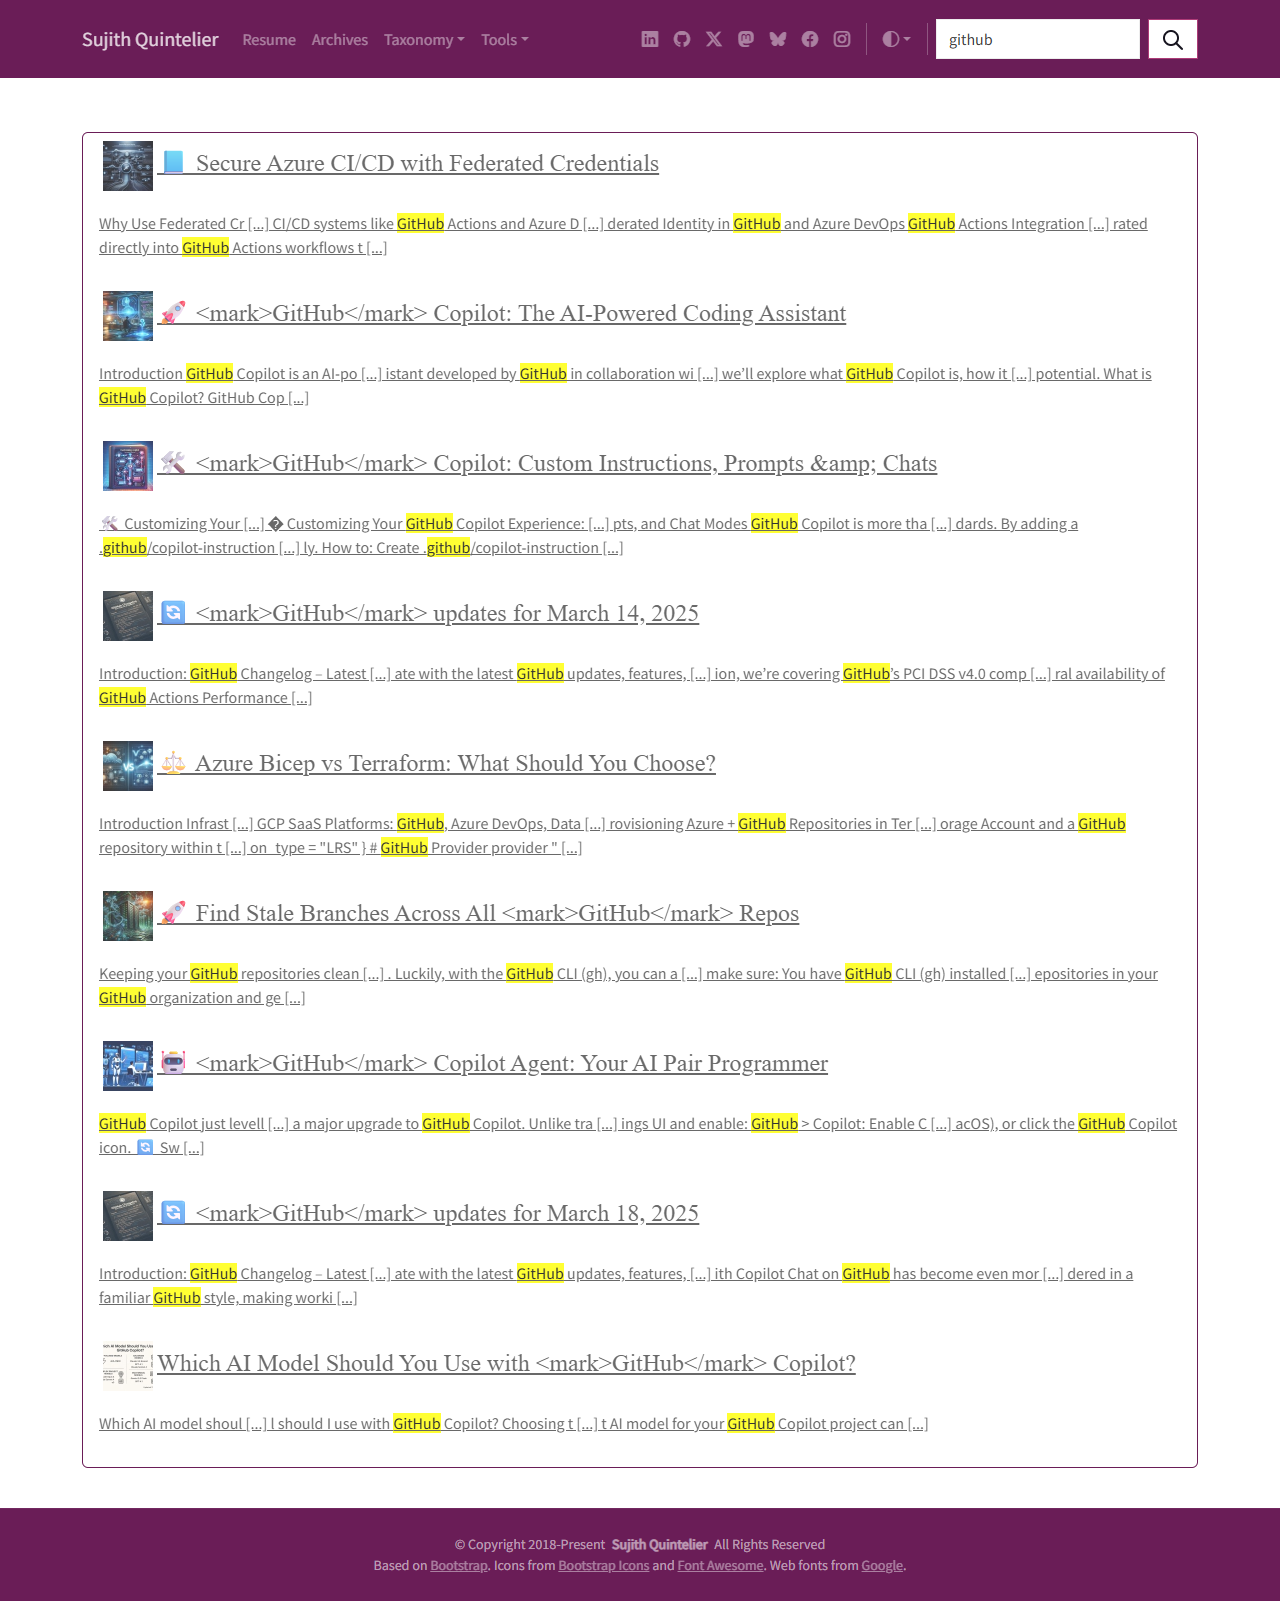 Sujith Quintelier Resume Archives Taxonomy Tools github
📘 Secure Azure CI/CD with Federated Credentials
Why Use Federated Cr [...] CI/CD systems like GitHub Actions and Azure D [...] derated Identity in GitHub and Azure DevOps GitHub Actions Integration [...] rated
directly into GitHub Actions workflows t [...]
🚀 <mark>GitHub</mark> Copilot: The AI-Powered Coding Assistant
Introduction GitHub Copilot is an AI-po [...] istant developed by GitHub in collaboration wi [...] we’ll explore what GitHub Copilot is, how it [...] potential. What is
GitHub Copilot? GitHub Cop [...]
🛠️ <mark>GitHub</mark> Copilot: Custom Instructions, Prompts &amp; Chats
🛠️ Customizing Your [...] � Customizing Your GitHub Copilot Experience: [...] pts, and Chat Modes GitHub Copilot is more tha [...] dards. By adding a
.github/copilot-instruction [...] ly. How to: Create .github/copilot-instruction [...]
🔄 <mark>GitHub</mark> updates for March 14, 2025
Introduction: GitHub Changelog – Latest [...] ate with the latest GitHub updates, features, [...] ion, we’re covering GitHub’s PCI DSS v4.0 comp [...] ral availability of
GitHub Actions Performance [...]
VS
⚖️ Azure Bicep vs Terraform: What Should You Choose?
Introduction Infrast [...] GCP SaaS Platforms: GitHub, Azure DevOps, Data [...] rovisioning Azure + GitHub Repositories in Ter [...] orage Account and a GitHub
repository within t [...] on_type = "LRS" } # GitHub Provider provider " [...]
🚀 Find Stale Branches Across All <mark>GitHub</mark> Repos
Keeping your GitHub repositories clean [...] . Luckily, with the GitHub CLI (gh), you can a [...] make sure: You have GitHub CLI (gh) installed [...] epositories in your
GitHub organization and ge [...]
🤖 <mark>GitHub</mark> Copilot Agent: Your AI Pair Programmer
GitHub Copilot just levell [...] a major upgrade to GitHub Copilot. Unlike tra [...] ings UI and enable: GitHub > Copilot: Enable C [...] acOS), or click the GitHub Copilot
icon. 🔄 Sw [...]
🔄 <mark>GitHub</mark> updates for March 18, 2025
Introduction: GitHub Changelog – Latest [...] ate with the latest GitHub updates, features, [...] ith Copilot Chat on GitHub has become even mor [...] dered in a
familiar GitHub style, making worki [...]
Which AI Model Should You Use with <mark>GitHub</mark> Copilot?
Which AI model shoul [...] l should I use with GitHub Copilot? Choosing t [...] t AI model for your GitHub Copilot project can [...]
© Copyright 2018-Present Sujith Quintelier All Rights Reserved
Based on Bootstrap. Icons from Bootstrap Icons and Font Awesome. Web fonts from Google.